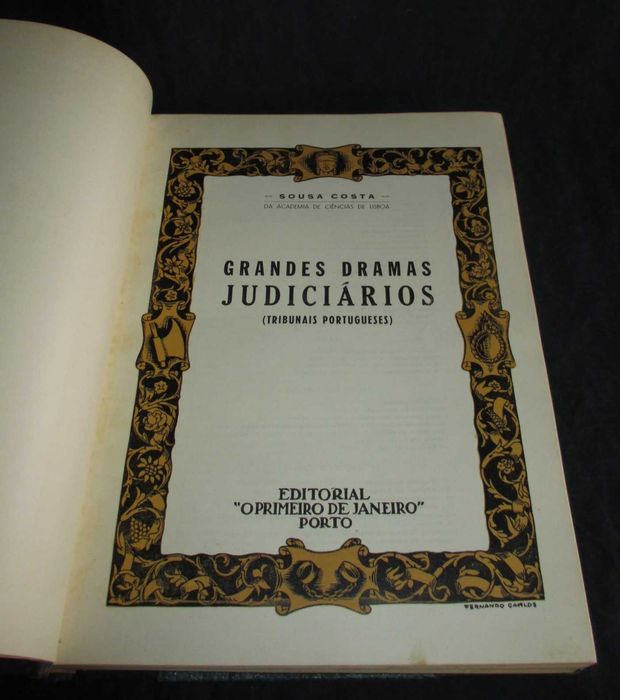 — SOUSA COSTA —
DA ACADEMIA DE CIÊNCIAS DE LISBOA
GRANDES DRAMAS
JUDICIÁRIOS
(TRIBUNAIS PORTUGUESES)
EDITORIAL
"O PRIMEIRO DE JANEIRO"
PORTO
FERNANDO CARLOS